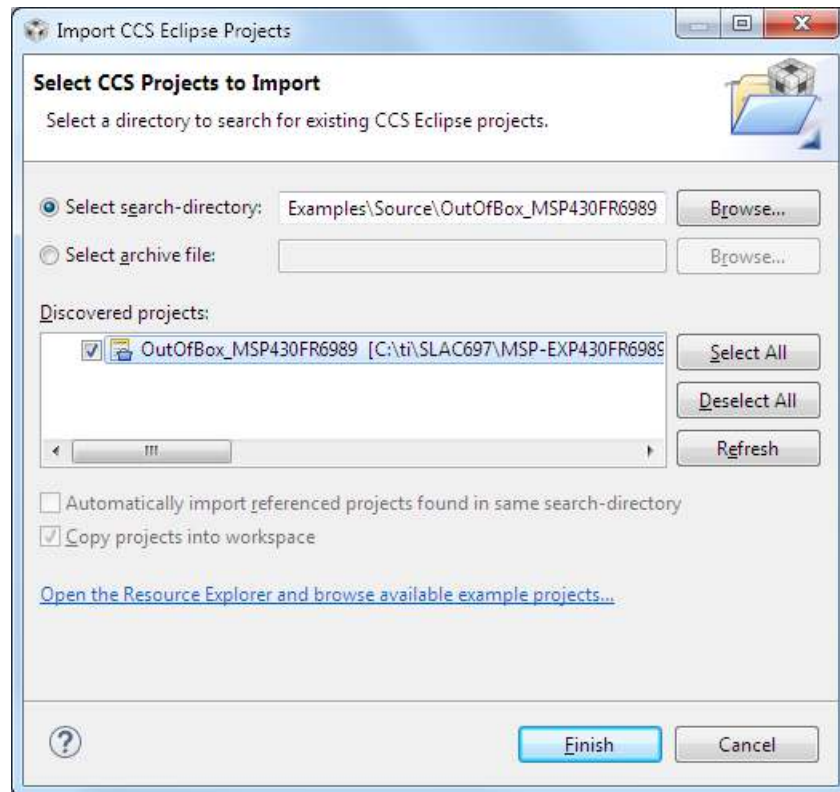 Import CCS Eclipse Projects
Select CCS Projects to Import
Select a directory to search for existing CCS Eclipse projects.
Select search-directory: Examples\Source\OutOfBox_MSP430FR6989 Browse...
Select archive file: Browse...
Discovered projects:
OutOfBox_MSP430FR6989 [C:\ti\SLAC697\MSP-EXP430FR6989 Select All
Deselect All
Refresh
Automatically import referenced projects found in same search-directory
Copy projects into workspace
Open the Resource Explorer and browse available example projects...
? Finish Cancel